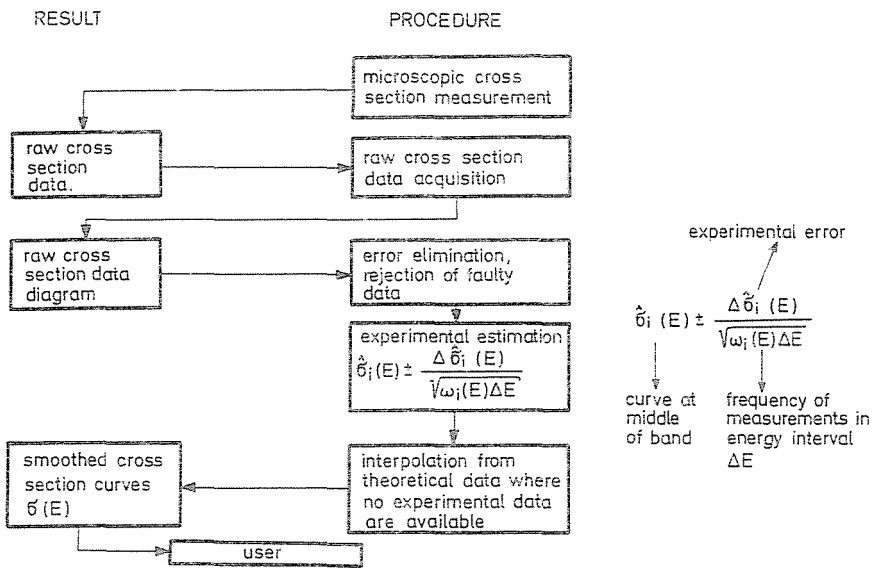 RESULT
PROCEDURE
microscopic cross
section measurement
raw cross
section
data.
raw cross section
data acquisition
raw cross
section data
diagram
error elimination,
rejection of faulty
data
experimental estimation
σ̂ᵢ(E) ± Δσ̂ᵢ(E) / √ωᵢ(E)ΔE
smoothed cross
section curves
σ(E)
interpolation from
theoretical data where
no experimental data
are available
user
experimental error
σ̂ᵢ(E) ± Δσ̂ᵢ(E) / √ωᵢ(E)ΔE
curve at
middle
of band
frequency of
measurements in
energy interval
ΔE